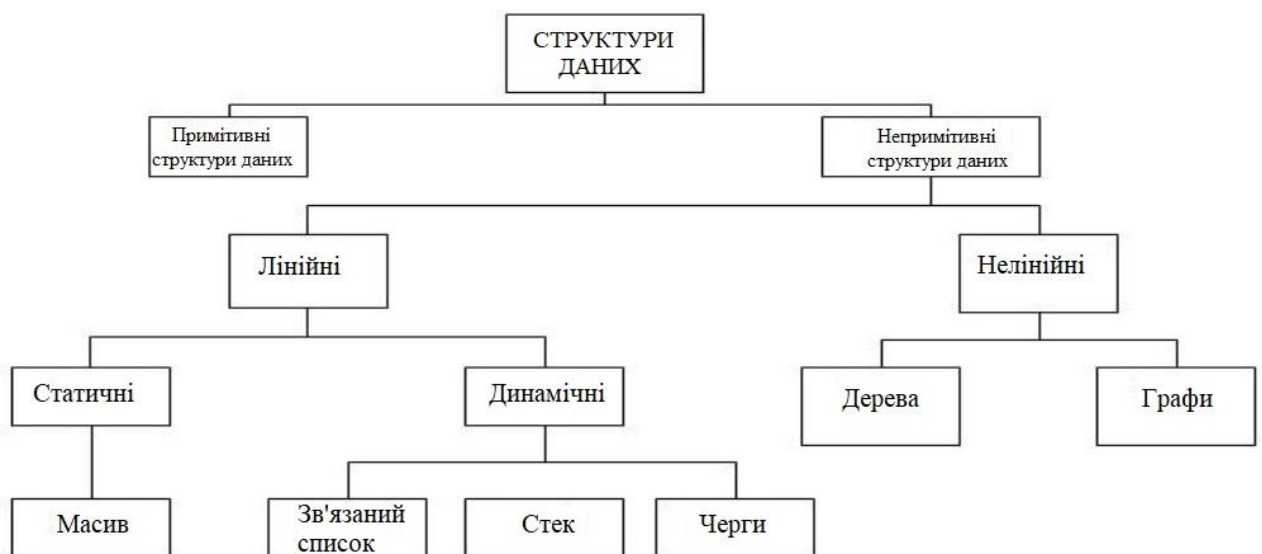 СТРУКТУРИ
ДАНИХ
Примітивні
структури даних
Непримітивні
структури даних
Лінійні
Нелінійні
Статичні
Динамічні
Дерева
Графи
Масив
Зв'язаний
список
Стек
Черги